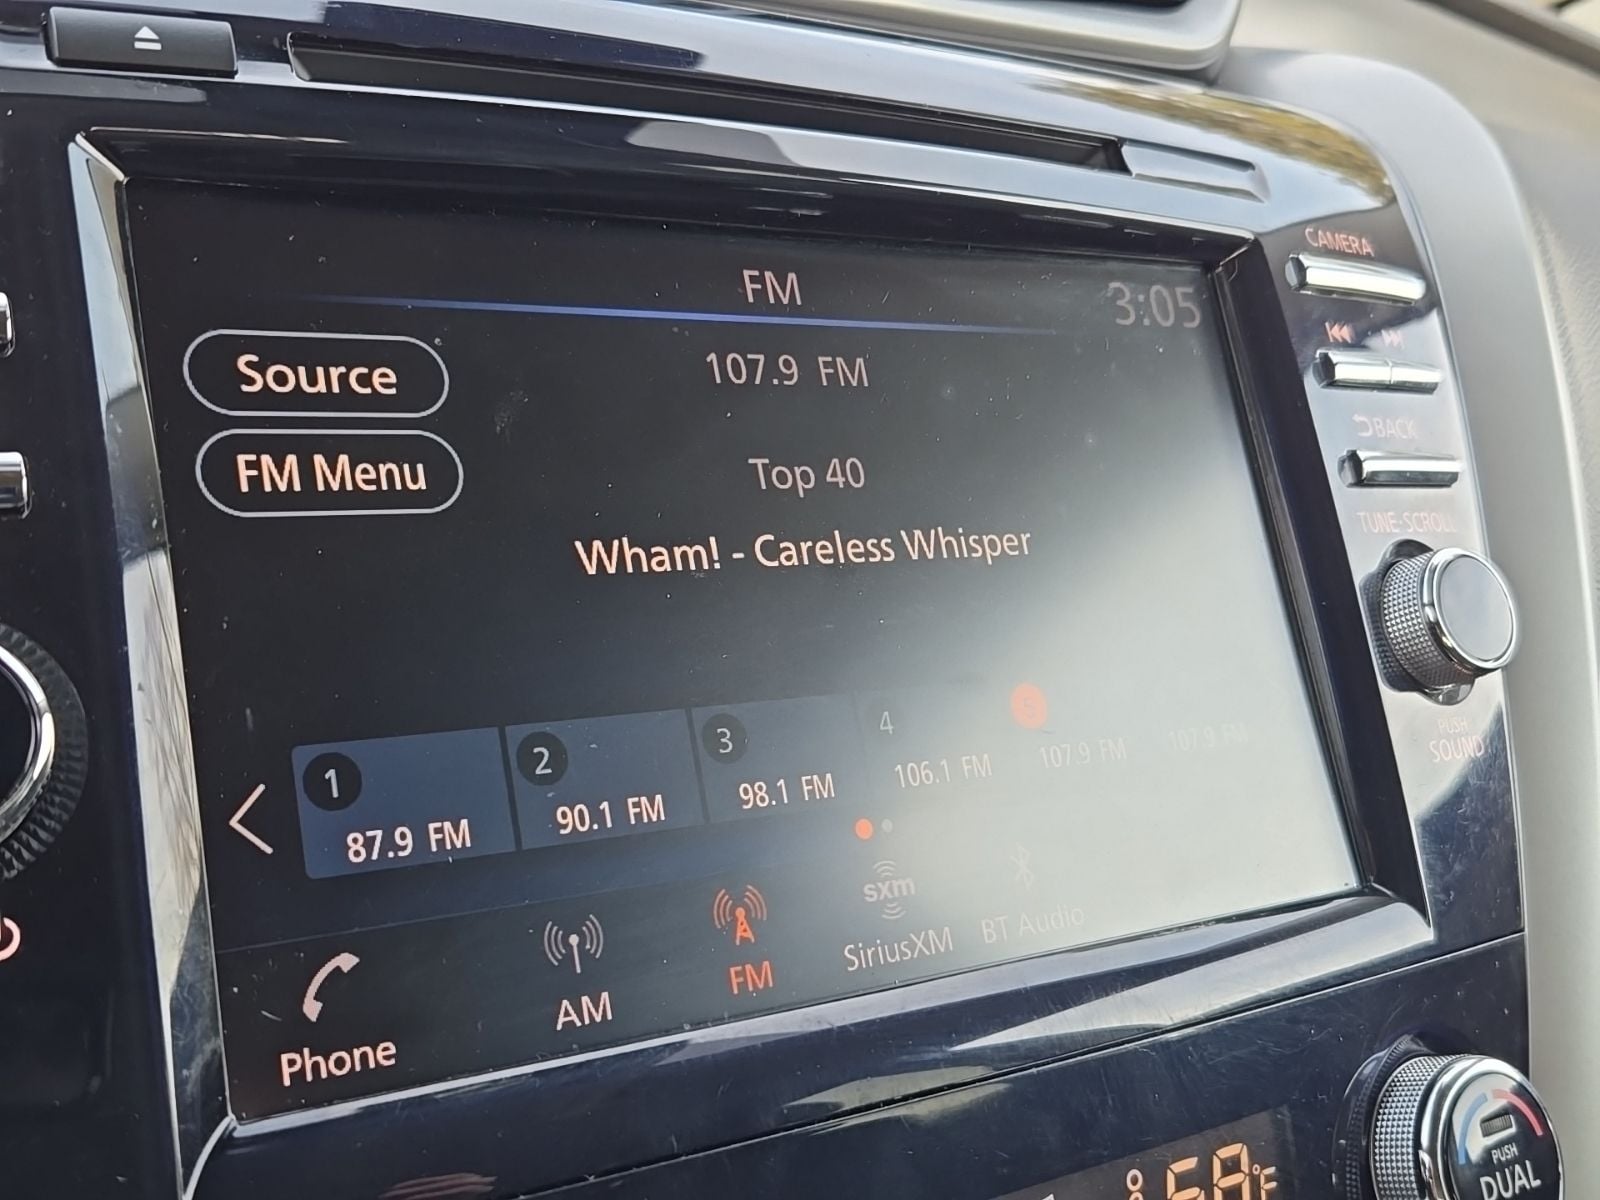 FM
3:05
CAMERA
Source
107.9 FM
BACK
FM Menu
Top 40
TUNE·SCROLL
Wham! - Careless Whisper
PUSH
SOUND
1
2
3
4
5
87.9 FM
90.1 FM
98.1 FM
106.1 FM
107.9 FM
107.9 FM
sxm
Phone
AM
FM
SiriusXM
BT Audio
68°F
PUSH
DUAL